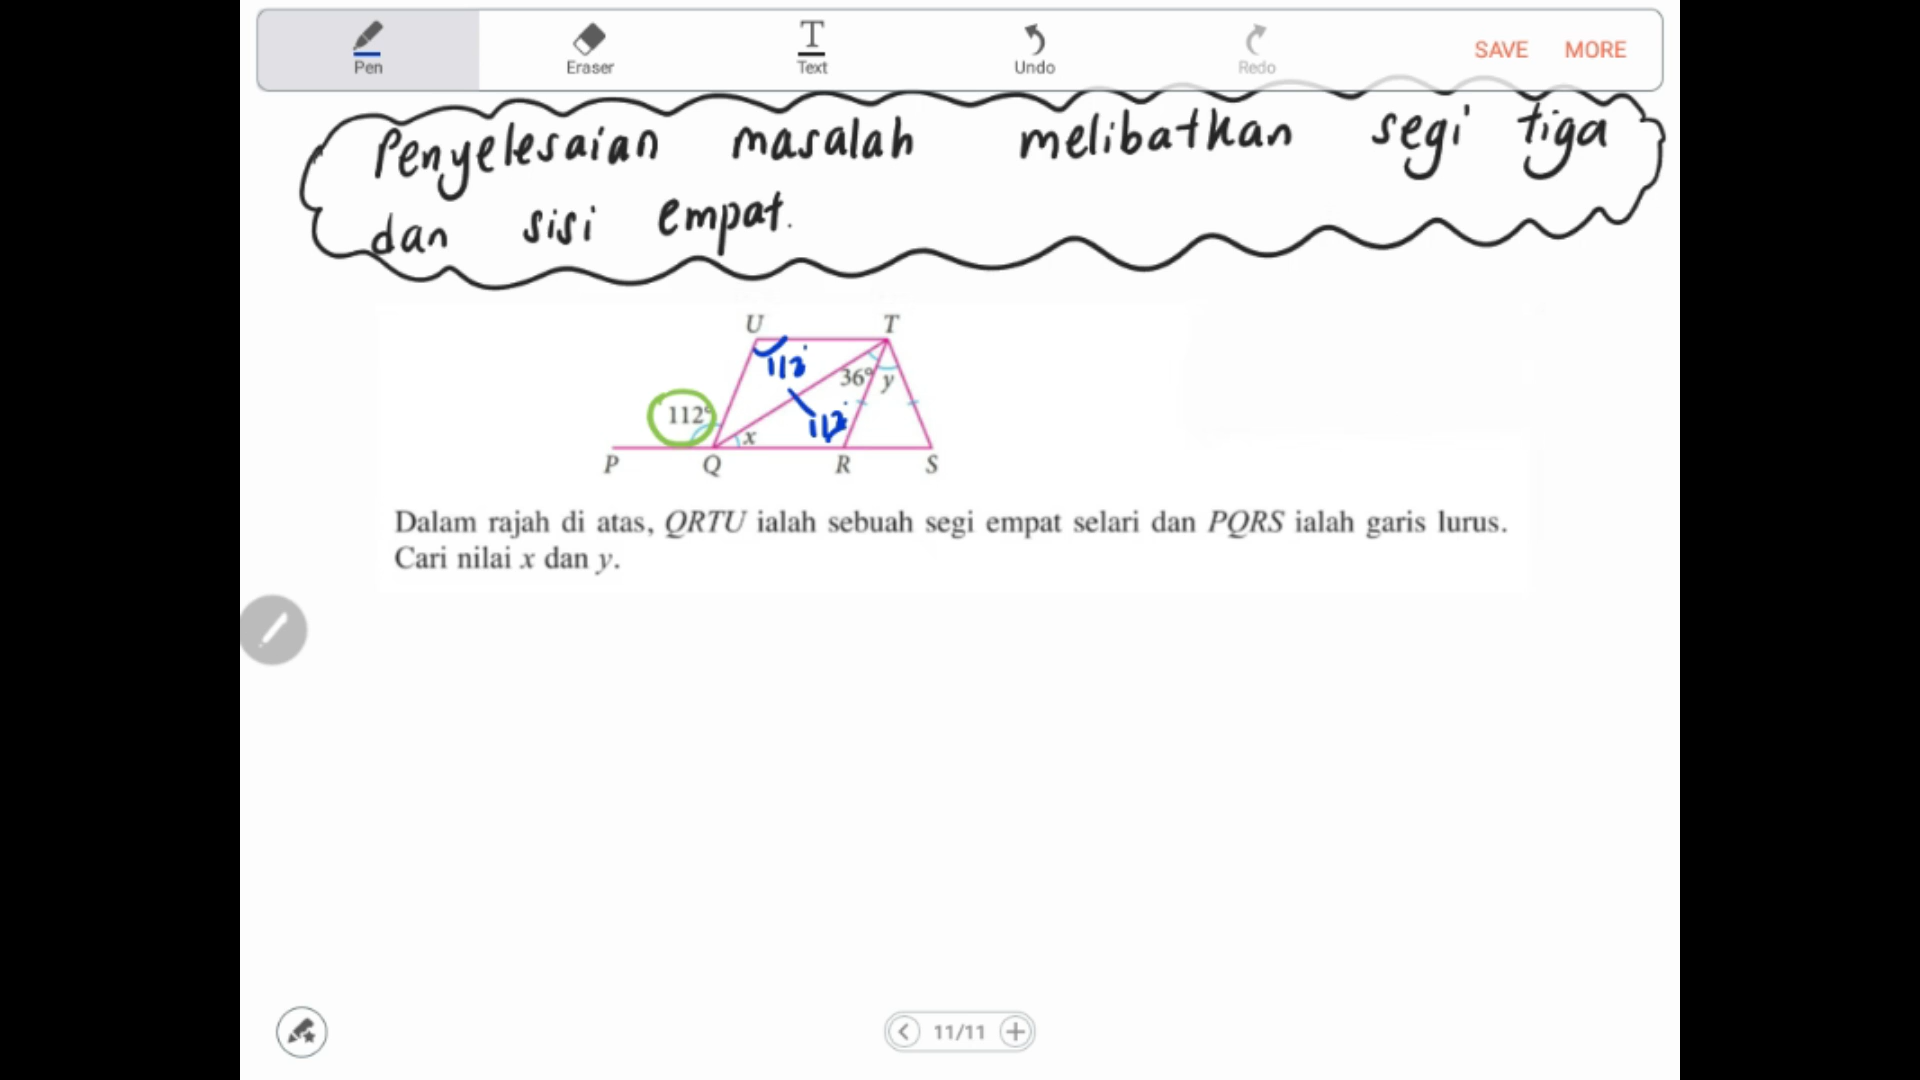 Pen Eraser Text Undo Redo SAVE MORE
Penyelesaian masalah melibatkan segi tiga
dan sisi empat.
U T
112°
36° y
112° x 112°
P Q R S
Dalam rajah di atas, QRTU ialah sebuah segi empat selari dan PQRS ialah garis lurus.
Cari nilai x dan y.
11/11